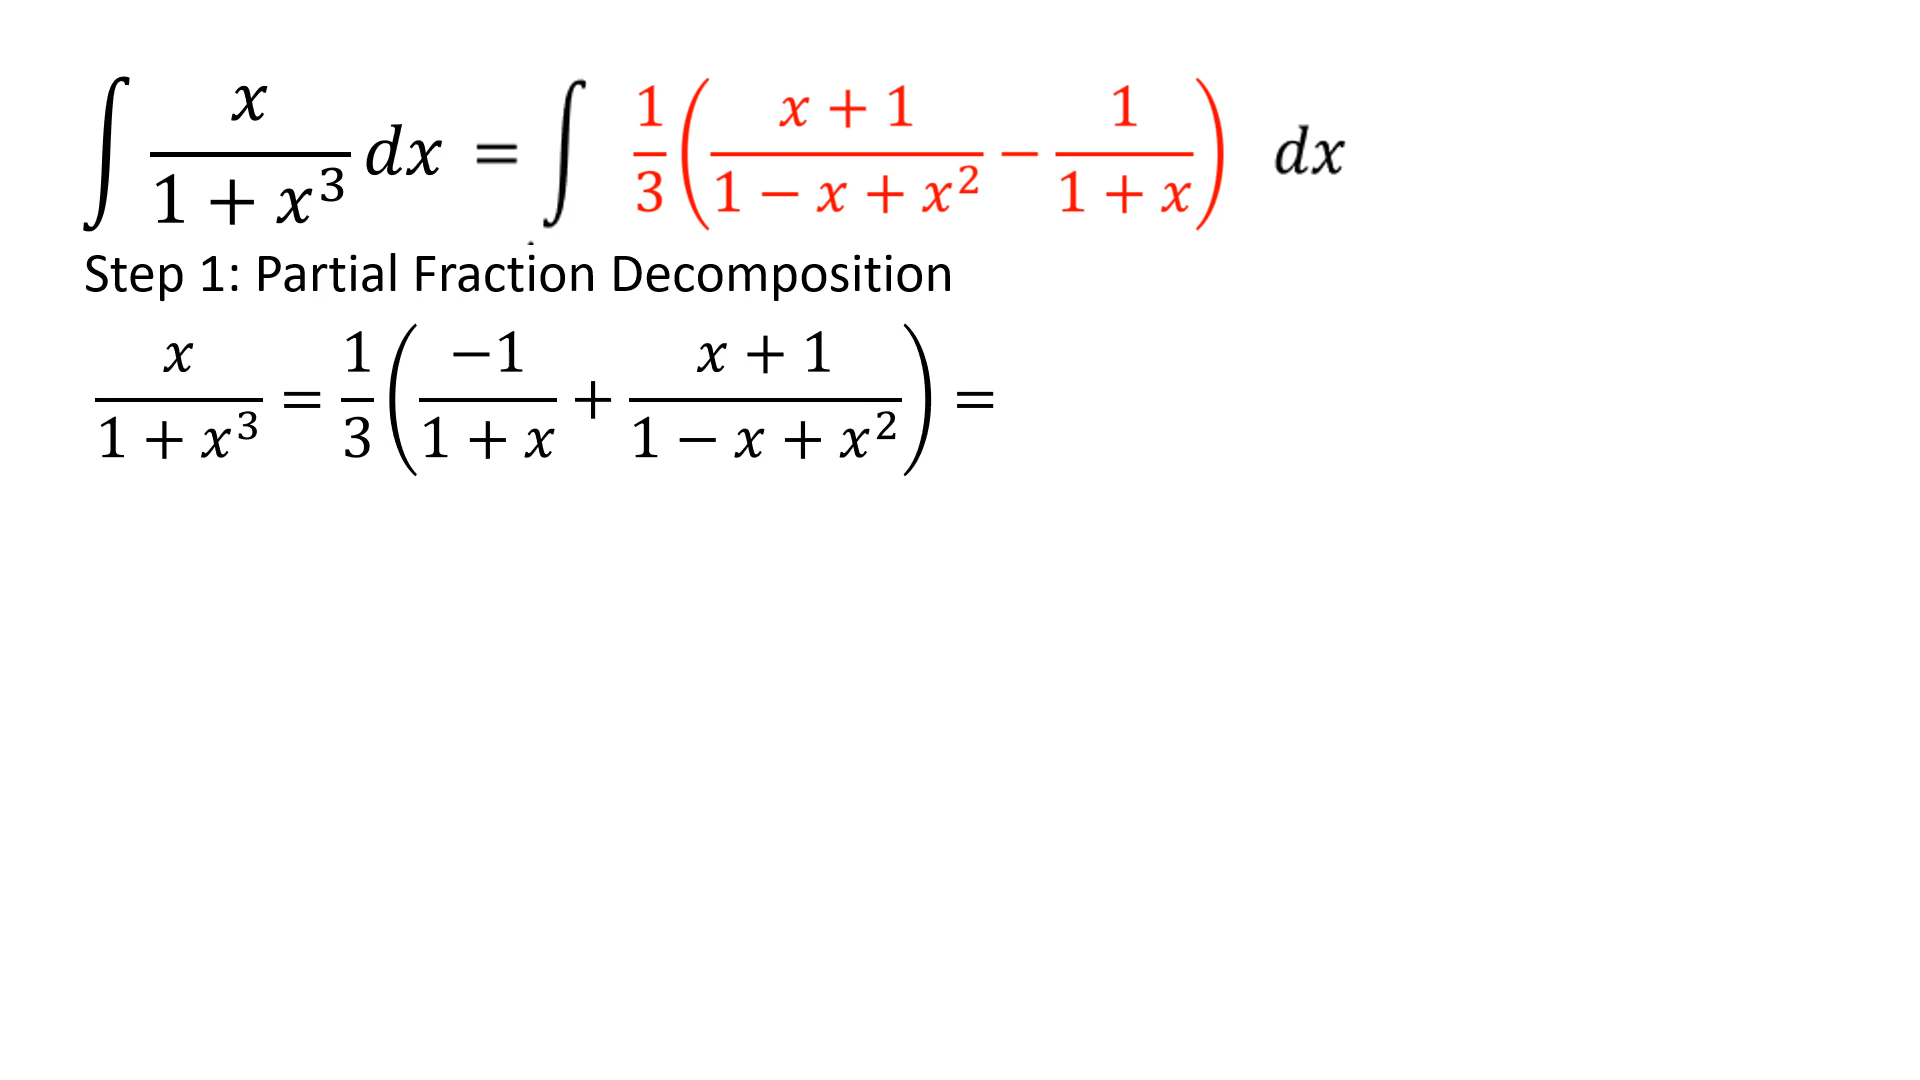 ∫ x/(1 + x³) dx = ∫ 1/3 ( (x + 1)/(1 − x + x²) − 1/(1 + x) ) dx
Step 1: Partial Fraction Decomposition
x/(1 + x³) = 1/3 ( −1/(1 + x) + (x + 1)/(1 − x + x²) ) =